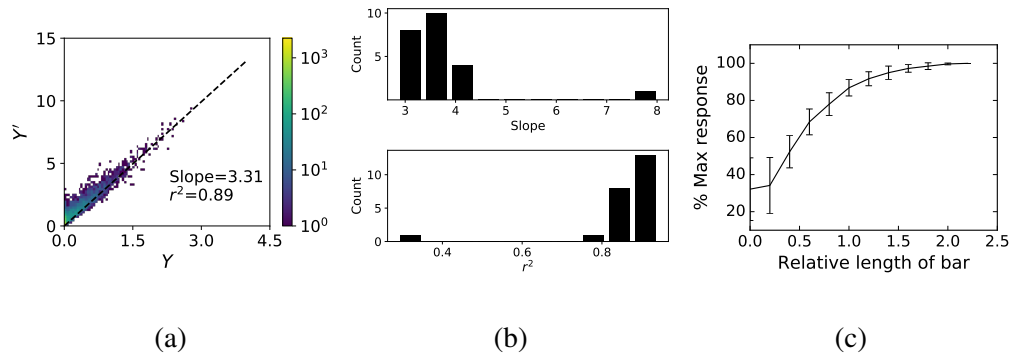 15
10
5
0
Y′
0.0 1.5 3.0 4.5
Y
Slope=3.31
r²=0.89
10³
10²
10¹
10⁰
10
5
Count
3 4 5 6 7 8
Slope
10
5
0
Count
0.4 0.6 0.8
r²
100
80
60
40
20
% Max response
0.0 0.5 1.0 1.5 2.0 2.5
Relative length of bar
(a) (b) (c)